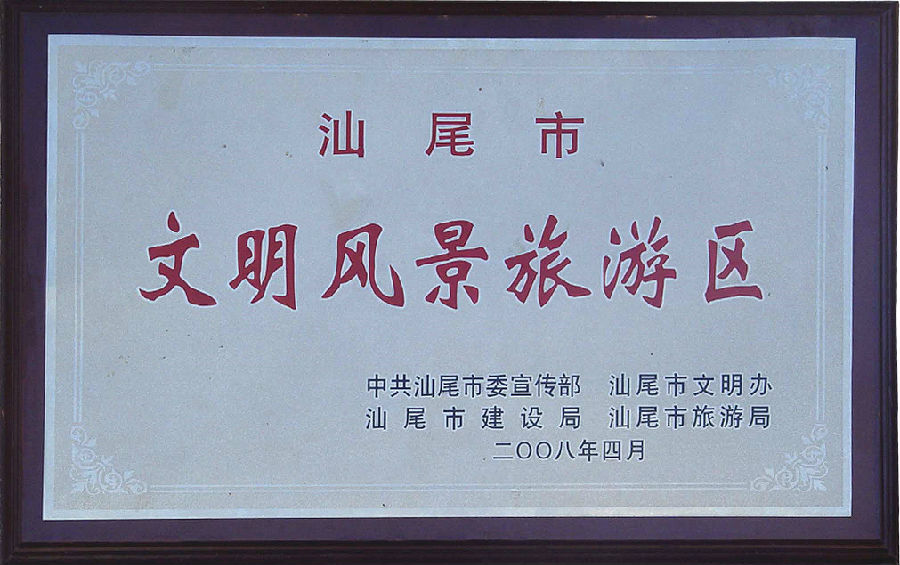 汕尾市
文明风景旅游区
中共汕尾市委宣传部 汕尾市文明办
汕尾市建设局 汕尾市旅游局
二〇〇八年四月